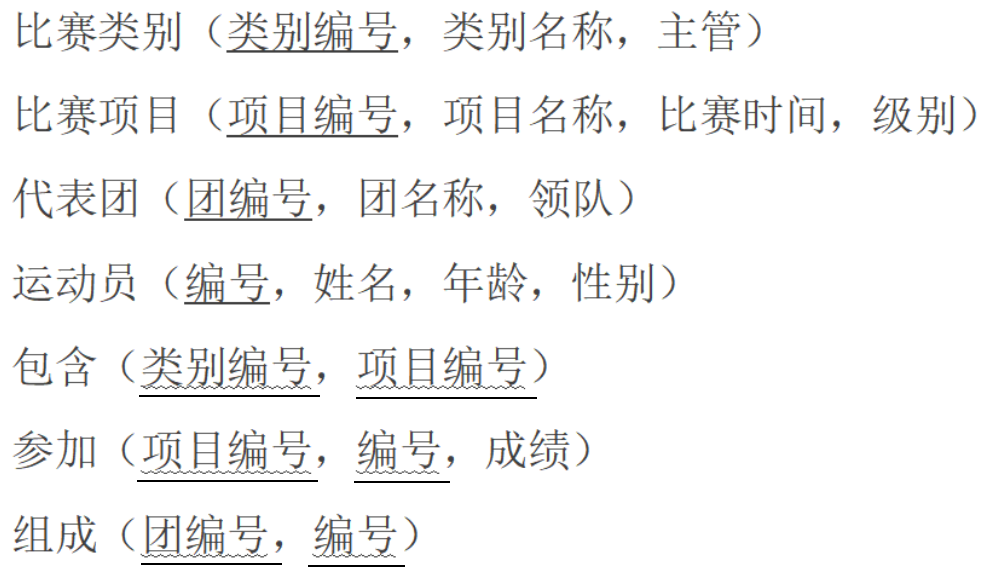 比赛类别（类别编号，类别名称，主管）
比赛项目（项目编号，项目名称，比赛时间，级别）
代表团（团编号，团名称，领队）
运动员（编号，姓名，年龄，性别）
包含（类别编号，项目编号）
参加（项目编号，编号，成绩）
组成（团编号，编号）